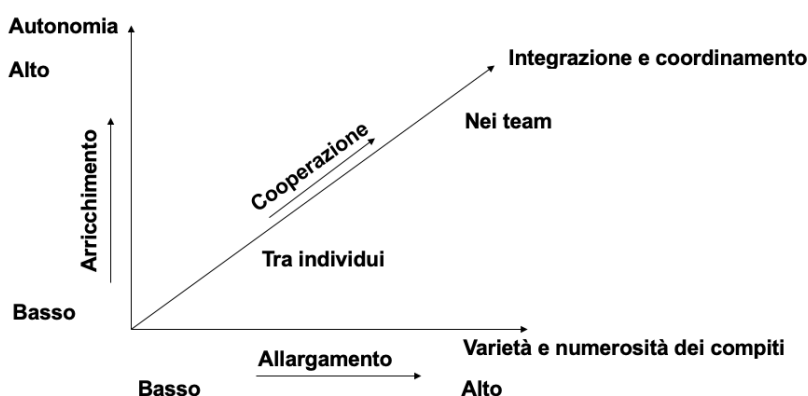 Autonomia
Alto
Integrazione e coordinamento
Nei team
Cooperazione
Arricchimento
Tra individui
Basso
Varietà e numerosità dei compiti
Allargamento
Basso
Alto